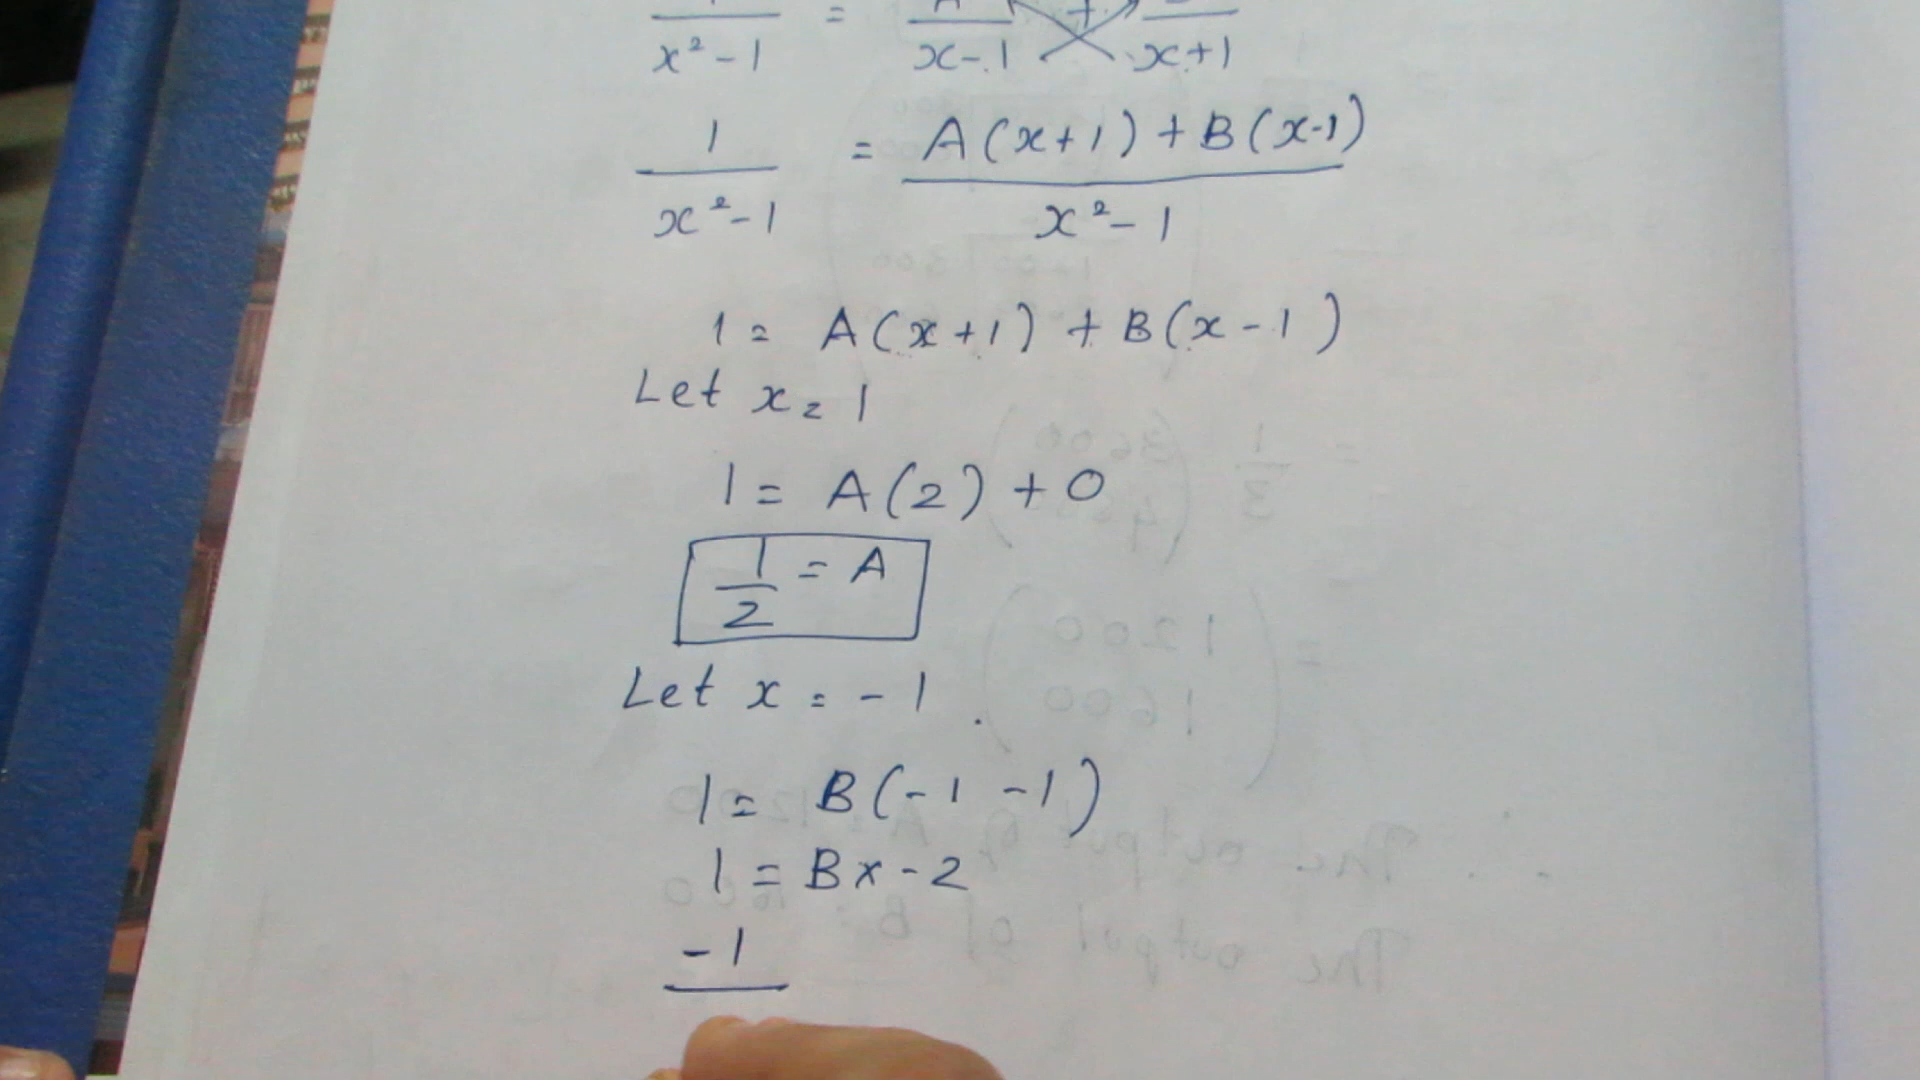 x² - 1 = x - 1 + x + 1
1 / x² - 1 = A(x+1) + B(x-1) / x² - 1
1 = A(x+1) + B(x-1)
Let x = 1
1 = A(2) + 0
1/2 = A
Let x = -1.
1 = B(-1 -1)
1 = Bx-2
-1